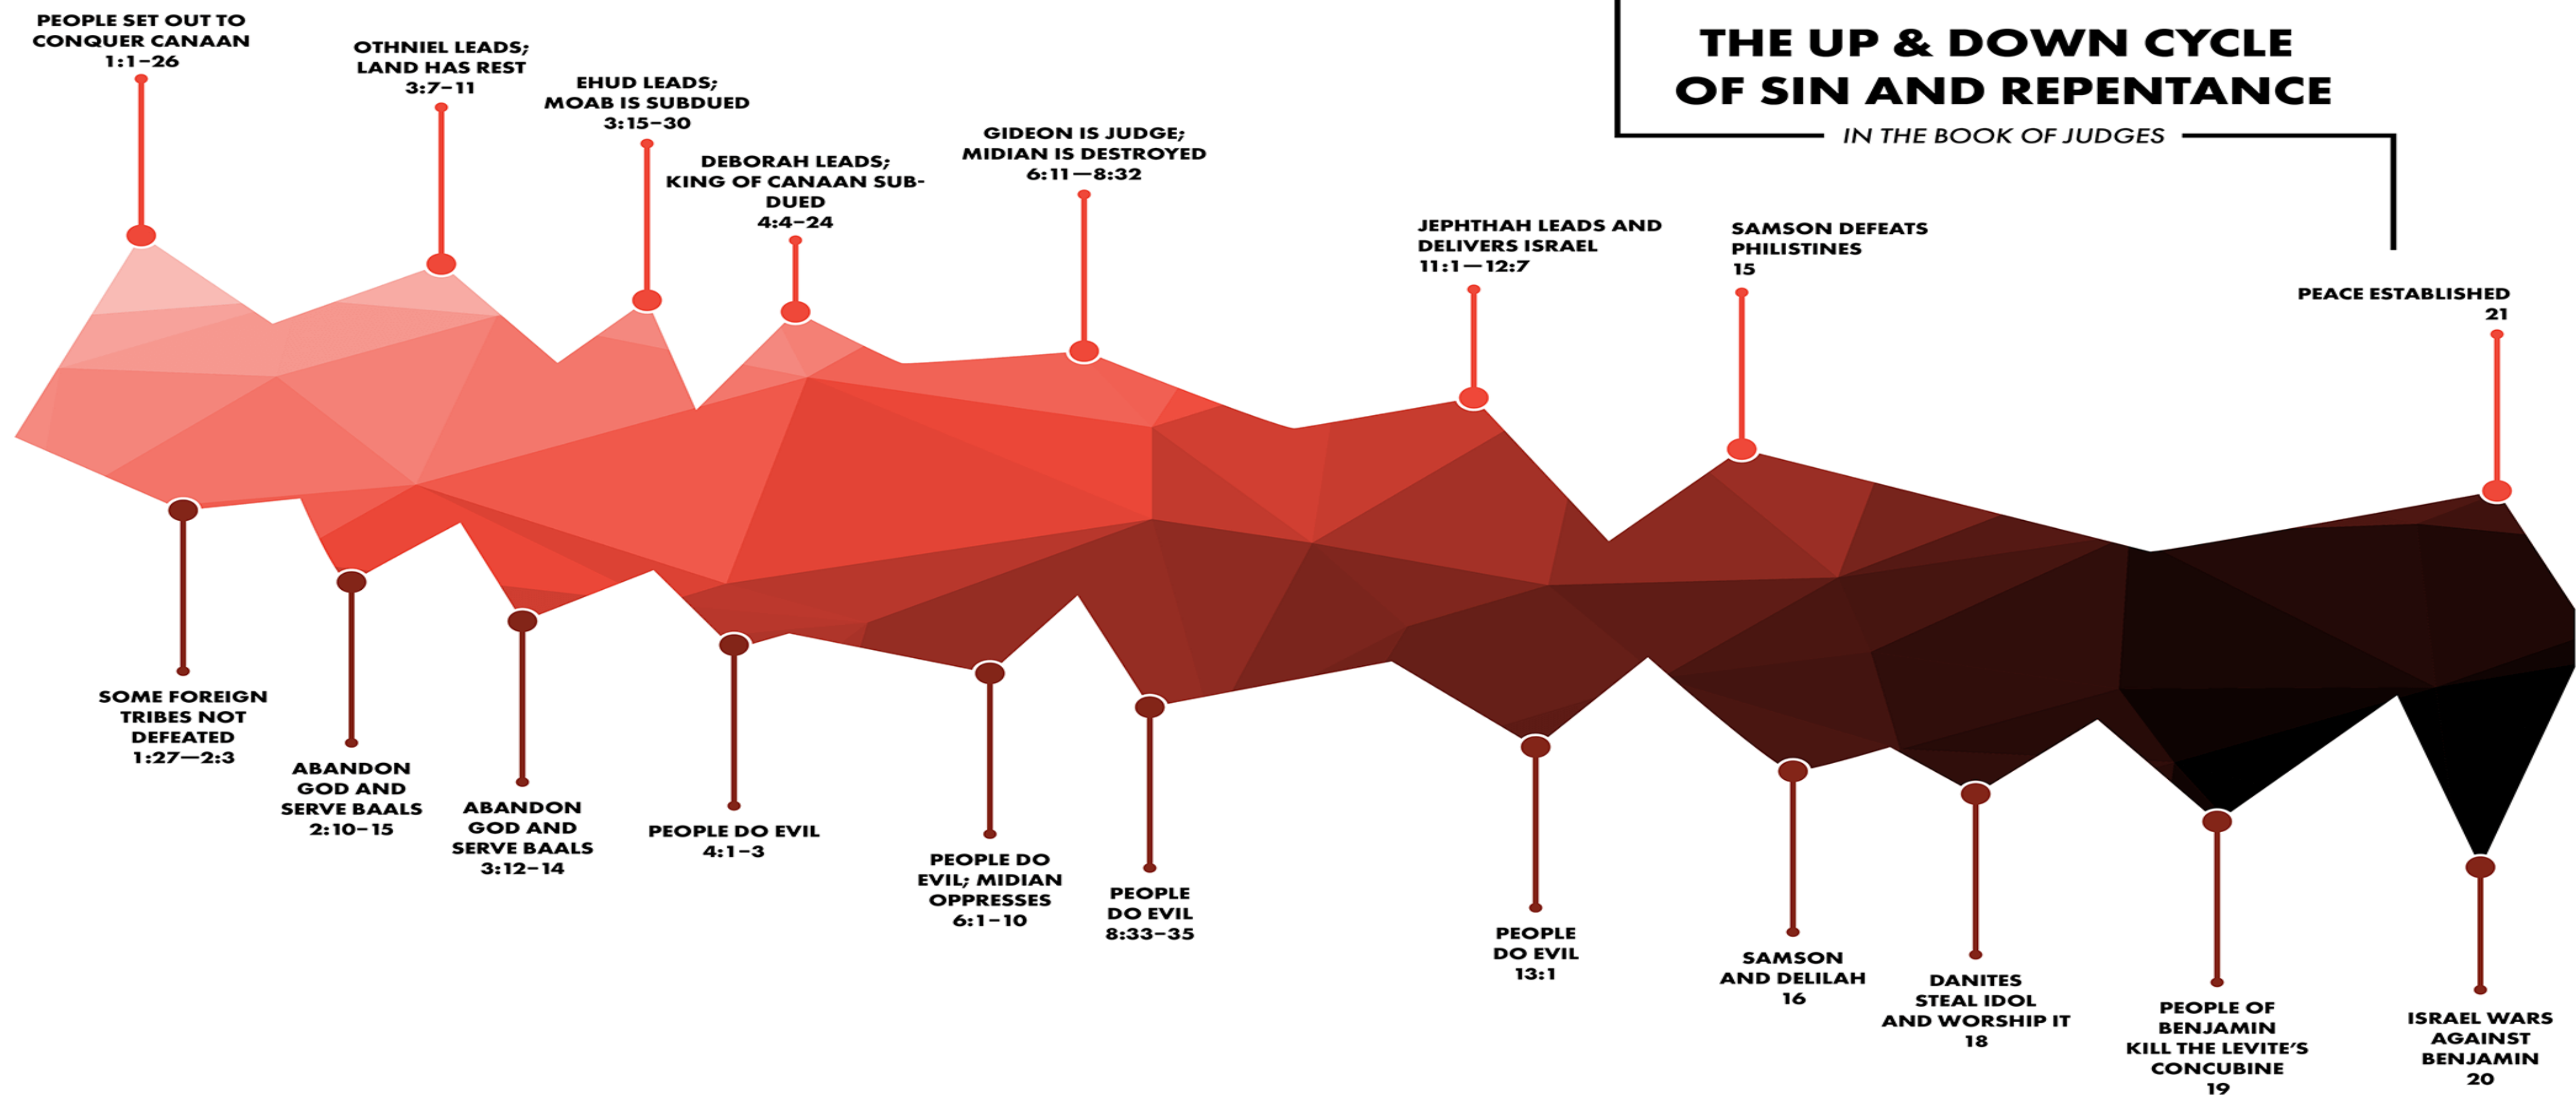 THE UP & DOWN CYCLE
OF SIN AND REPENTANCE
IN THE BOOK OF JUDGES
PEOPLE SET OUT TO
CONQUER CANAAN
1:1–26
OTHNIEL LEADS;
LAND HAS REST
3:7–11
EHUD LEADS;
MOAB IS SUBDUED
3:15–30
DEBORAH LEADS;
KING OF CANAAN SUB-
DUED
4:4–24
GIDEON IS JUDGE;
MIDIAN IS DESTROYED
6:11—8:32
JEPHTHAH LEADS AND
DELIVERS ISRAEL
11:1—12:7
SAMSON DEFEATS
PHILISTINES
15
PEACE ESTABLISHED
21
SOME FOREIGN
TRIBES NOT
DEFEATED
1:27—2:3
ABANDON
GOD AND
SERVE BAALS
2:10–15
ABANDON
GOD AND
SERVE BAALS
3:12–14
PEOPLE DO EVIL
4:1–3
PEOPLE DO
EVIL; MIDIAN
OPPRESSES
6:1–10
PEOPLE
DO EVIL
8:33–35
PEOPLE
DO EVIL
13:1
SAMSON
AND DELILAH
16
DANITES
STEAL IDOL
AND WORSHIP IT
18
PEOPLE OF
BENJAMIN
KILL THE LEVITE'S
CONCUBINE
19
ISRAEL WARS
AGAINST
BENJAMIN
20